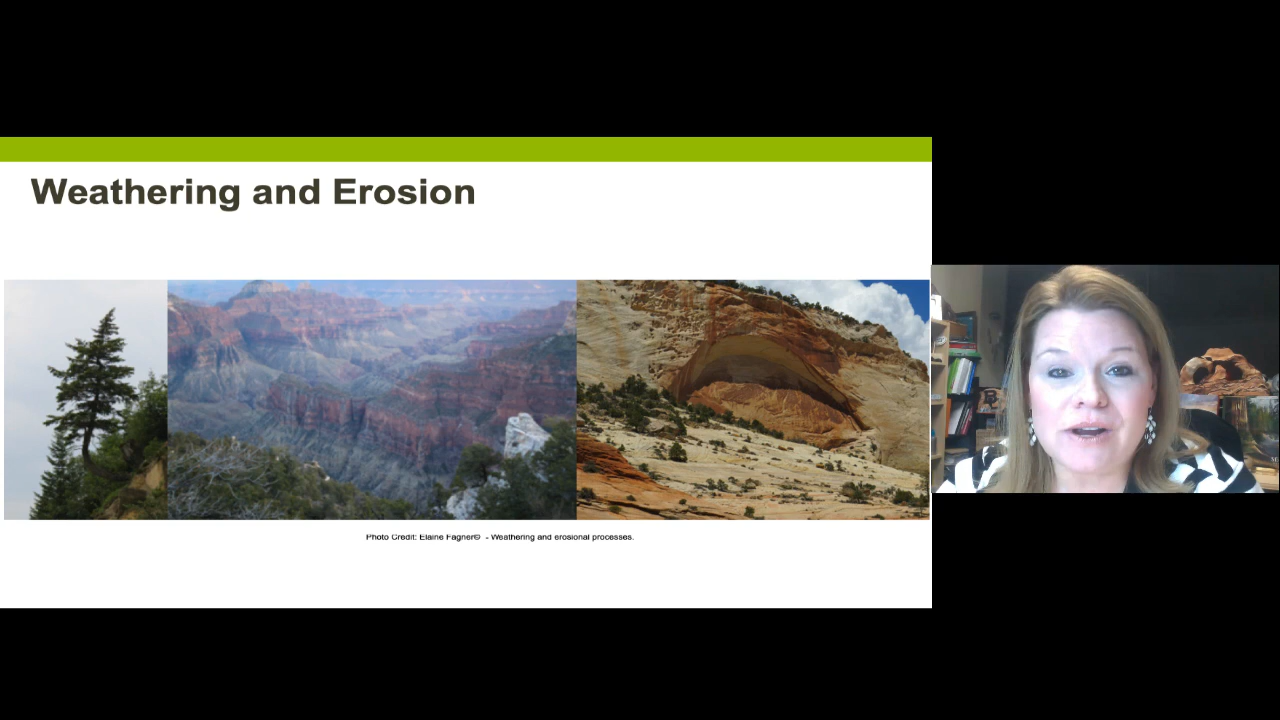 Weathering and Erosion
Photo Credit: Elaine Fagner© - Weathering and erosional processes.